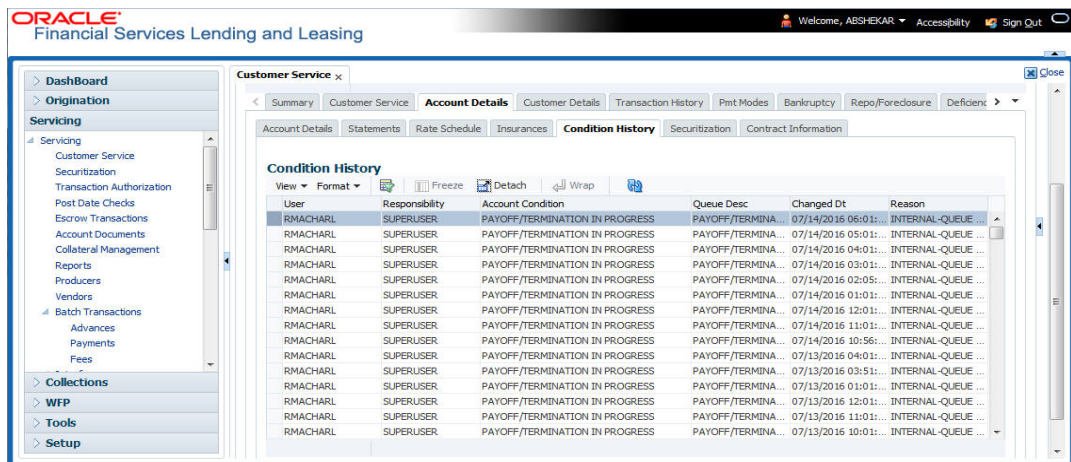 ORACLE
Financial Services Lending and Leasing
Welcome, ABSHEKAR Accessibility Sign Out
Close
DashBoard
Origination
Servicing
Servicing
Customer Service
Securitization
Transaction Authorization
Post Date Checks
Escrow Transactions
Account Documents
Collateral Management
Reports
Producers
Vendors
Batch Transactions
Advances
Payments
Fees
Collections
WFP
Tools
Setup
Customer Service x
Summary Customer Service Account Details Customer Details Transaction History Pmt Modes Bankruptcy Repo/Foreclosure Deficienc
Account Details Statements Rate Schedule Insurances Condition History Securitization Contract Information
Condition History
View Format Freeze Detach Wrap
User Responsibility Account Condition Queue Desc Changed Dt Reason
RMACHARL SUPERUSER PAYOFF/TERMINATION IN PROGRESS PAYOFF/TERMINA... 07/14/2016 06:01:... INTERNAL-QUEUE ...
RMACHARL SUPERUSER PAYOFF/TERMINATION IN PROGRESS PAYOFF/TERMINA... 07/14/2016 05:01:... INTERNAL-QUEUE ...
RMACHARL SUPERUSER PAYOFF/TERMINATION IN PROGRESS PAYOFF/TERMINA... 07/14/2016 04:01:... INTERNAL-QUEUE ...
RMACHARL SUPERUSER PAYOFF/TERMINATION IN PROGRESS PAYOFF/TERMINA... 07/14/2016 03:01:... INTERNAL-QUEUE ...
RMACHARL SUPERUSER PAYOFF/TERMINATION IN PROGRESS PAYOFF/TERMINA... 07/14/2016 02:05:... INTERNAL-QUEUE ...
RMACHARL SUPERUSER PAYOFF/TERMINATION IN PROGRESS PAYOFF/TERMINA... 07/14/2016 01:01:... INTERNAL-QUEUE ...
RMACHARL SUPERUSER PAYOFF/TERMINATION IN PROGRESS PAYOFF/TERMINA... 07/14/2016 12:01:... INTERNAL-QUEUE ...
RMACHARL SUPERUSER PAYOFF/TERMINATION IN PROGRESS PAYOFF/TERMINA... 07/14/2016 11:01:... INTERNAL-QUEUE ...
RMACHARL SUPERUSER PAYOFF/TERMINATION IN PROGRESS PAYOFF/TERMINA... 07/14/2016 10:56:... INTERNAL-QUEUE ...
RMACHARL SUPERUSER PAYOFF/TERMINATION IN PROGRESS PAYOFF/TERMINA... 07/13/2016 04:01:... INTERNAL-QUEUE ...
RMACHARL SUPERUSER PAYOFF/TERMINATION IN PROGRESS PAYOFF/TERMINA... 07/13/2016 03:51:... INTERNAL-QUEUE ...
RMACHARL SUPERUSER PAYOFF/TERMINATION IN PROGRESS PAYOFF/TERMINA... 07/13/2016 01:01:... INTERNAL-QUEUE ...
RMACHARL SUPERUSER PAYOFF/TERMINATION IN PROGRESS PAYOFF/TERMINA... 07/13/2016 12:01:... INTERNAL-QUEUE ...
RMACHARL SUPERUSER PAYOFF/TERMINATION IN PROGRESS PAYOFF/TERMINA... 07/13/2016 11:01:... INTERNAL-QUEUE ...
RMACHARL SUPERUSER PAYOFF/TERMINATION IN PROGRESS PAYOFF/TERMINA... 07/13/2016 10:01:... INTERNAL-QUEUE ...